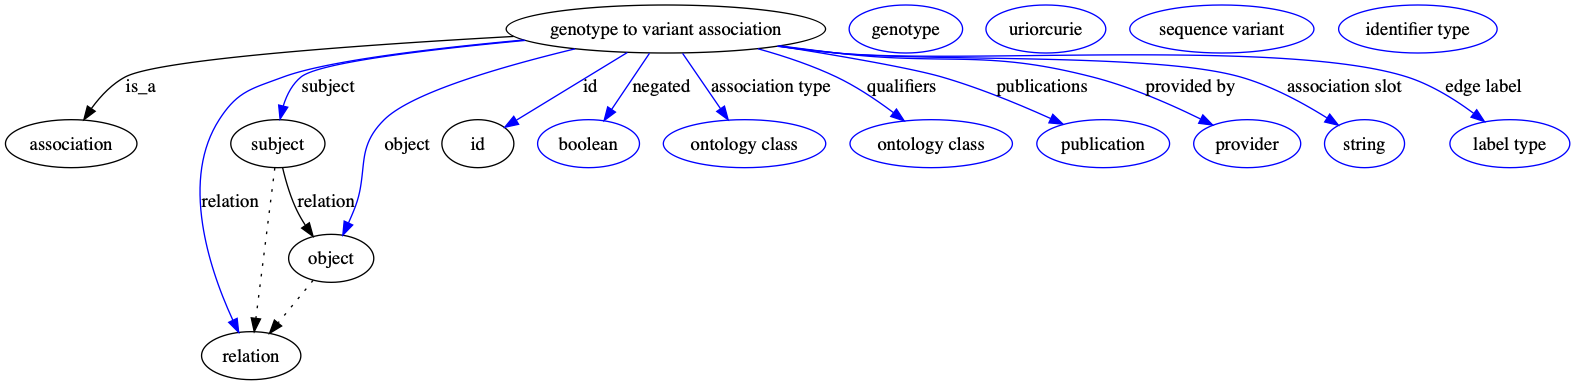 genotype to variant association
genotype
uriorcurie
sequence variant
identifier type
is_a
subject
object
id
negated
association type
qualifiers
publications
provided by
association slot
edge label
association
subject
id
boolean
ontology class
ontology class
publication
provider
string
label type
relation
relation
object
relation